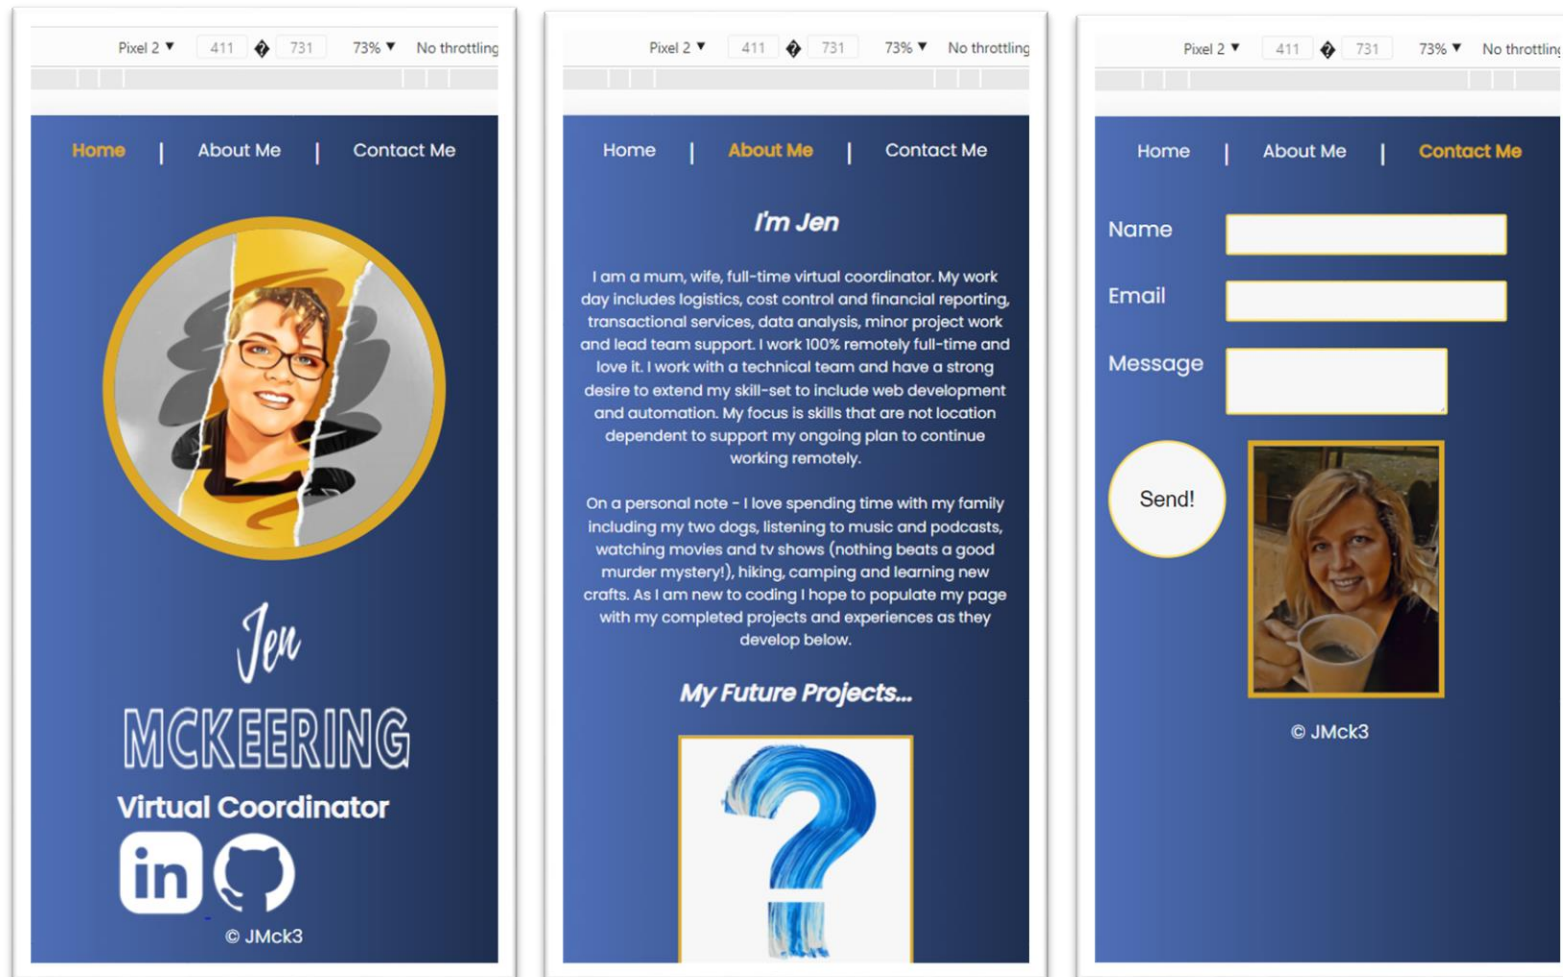 Pixel 2 ▼ 411 � 731 73% ▼ No throttling
Home | About Me | Contact Me
Jen
MCKEERING
Virtual Coordinator
in
© JMck3
Pixel 2 ▼ 411 � 731 73% ▼ No throttling
Home | About Me | Contact Me
I'm Jen
I am a mum, wife, full-time virtual coordinator. My work
day includes logistics, cost control and financial reporting,
transactional services, data analysis, minor project work
and lead team support. I work 100% remotely full-time and
love it. I work with a technical team and have a strong
desire to extend my skill-set to include web development
and automation. My focus is skills that are not location
dependent to support my ongoing plan to continue
working remotely.
On a personal note - I love spending time with my family
including my two dogs, listening to music and podcasts,
watching movies and tv shows (nothing beats a good
murder mystery!), hiking, camping and learning new
crafts. As I am new to coding I hope to populate my page
with my completed projects and experiences as they
develop below.
My Future Projects...
?
Pixel 2 ▼ 411 � 731 73% ▼ No throttling
Home | About Me | Contact Me
Name
Email
Message
Send!
© JMck3